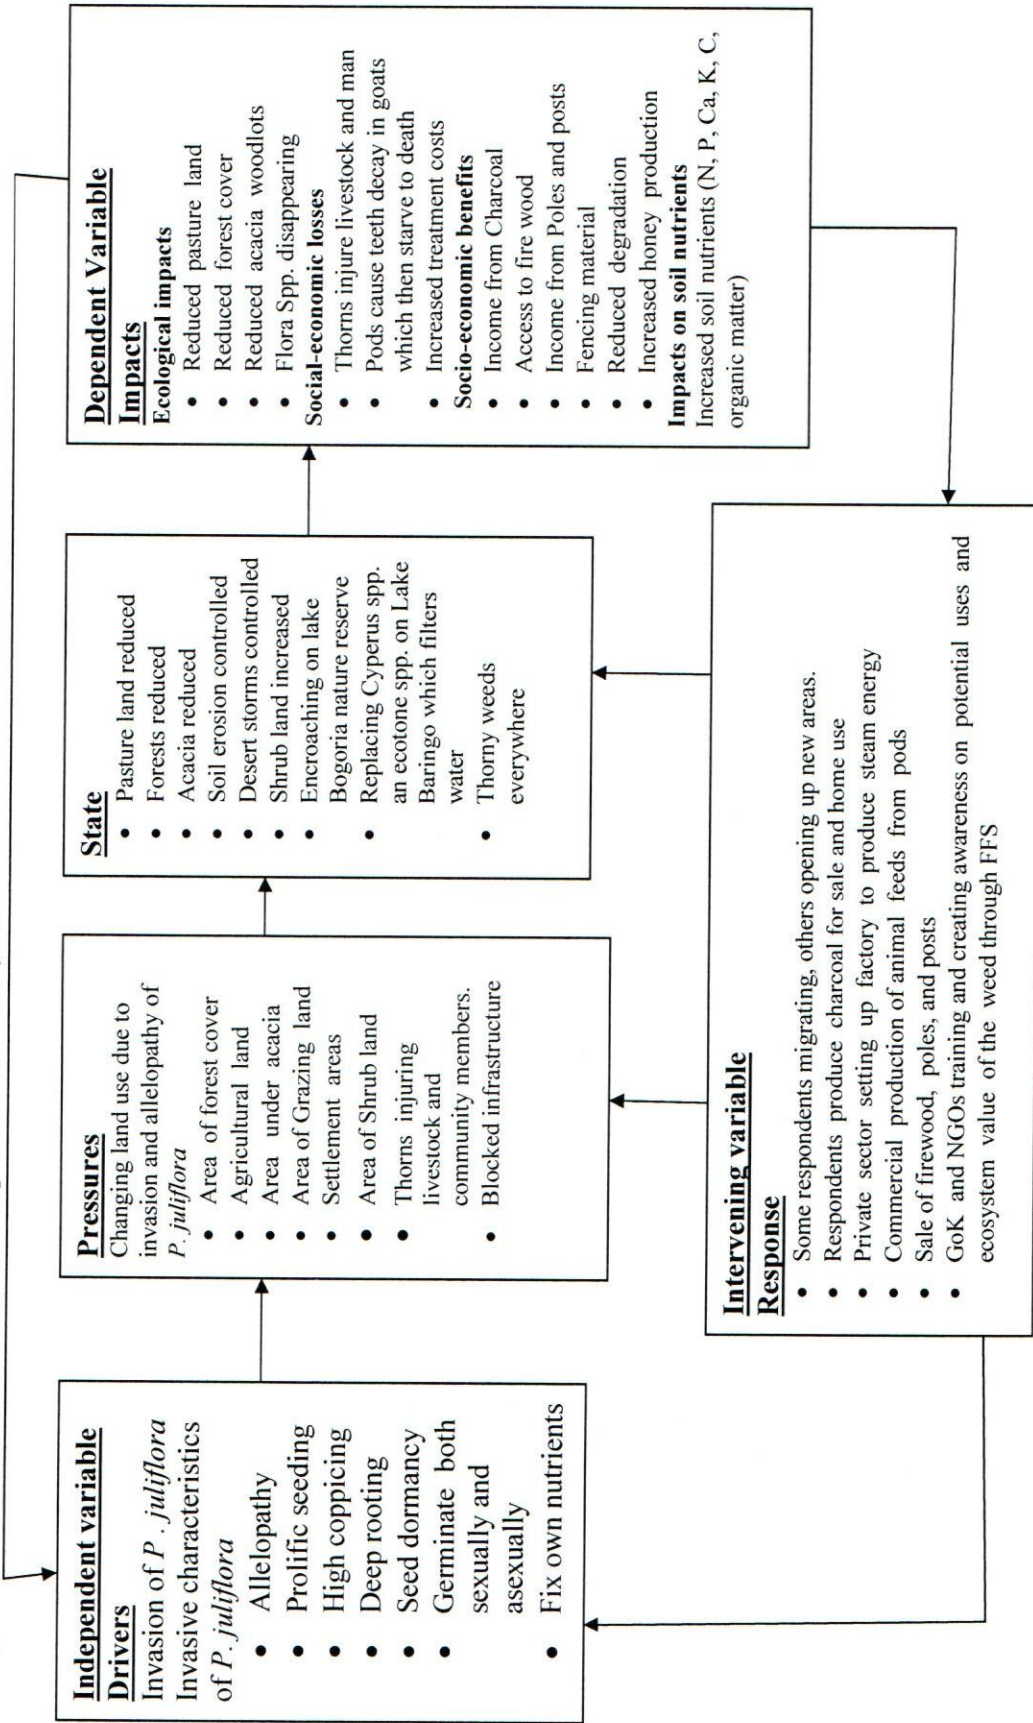 Independent variable
Drivers
Invasion of P . juliflora
Invasive characteristics
of P. juliflora
• Allelopathy
• Prolific seeding
• High coppicing
• Deep rooting
• Seed dormancy
• Germinate both
sexually and
asexually
• Fix own nutrients
Pressures
Changing land use due to
invasion and allelopathy of
P. juliflora
• Area of forest cover
• Agricultural land
• Area under acacia
• Area of Grazing land
• Settlement areas
• Area of Shrub land
• Thorns injuring
livestock and
community members.
• Blocked infrastructure
State
• Pasture land reduced
• Forests reduced
• Acacia reduced
• Soil erosion controlled
• Desert storms controlled
• Shrub land increased
• Encroaching on lake
Bogoria nature reserve
• Replacing Cyperus spp.
an ecotone spp. on Lake
Baringo which filters
water
• Thorny weeds
everywhere
Dependent Variable
Impacts
Ecological impacts
• Reduced pasture land
• Reduced forest cover
• Reduced acacia woodlots
• Flora Spp. disappearing
Social-economic losses
• Thorns injure livestock and man
• Pods cause teeth decay in goats
which then starve to death
• Increased treatment costs
Socio-economic benefits
• Income from Charcoal
• Access to fire wood
• Income from Poles and posts
• Fencing material
• Reduced degradation
• Increased honey production
Impacts on soil nutrients
Increased soil nutrients (N, P, Ca, K, C,
organic matter)
Intervening variable
Response
• Some respondents migrating, others opening up new areas.
• Respondents produce charcoal for sale and home use
• Private sector setting up factory to produce steam energy
• Commercial production of animal feeds from pods
• Sale of firewood, poles, and posts
• GoK and NGOs training and creating awareness on potential uses and
ecosystem value of the weed through FFS